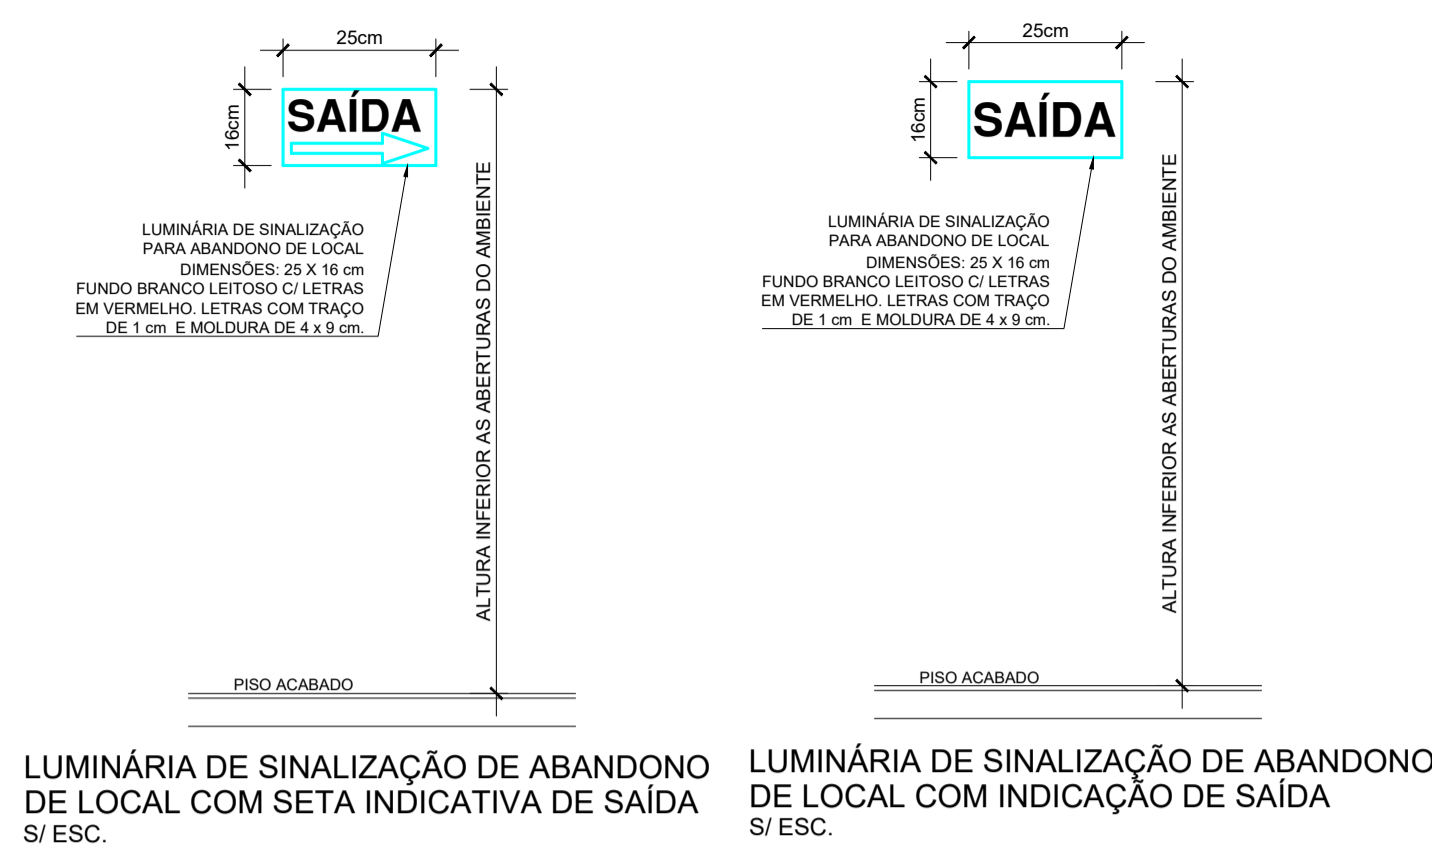 25cm
16cm
SAÍDA
LUMINÁRIA DE SINALIZAÇÃO
PARA ABANDONO DE LOCAL
DIMENSÕES: 25 X 16 cm
FUNDO BRANCO LEITOSO C/ LETRAS
EM VERMELHO. LETRAS COM TRAÇO
DE 1 cm E MOLDURA DE 4 x 9 cm.
ALTURA INFERIOR AS ABERTURAS DO AMBIENTE
PISO ACABADO
LUMINÁRIA DE SINALIZAÇÃO DE ABANDONO
DE LOCAL COM SETA INDICATIVA DE SAÍDA
S/ ESC.
25cm
16cm
SAÍDA
LUMINÁRIA DE SINALIZAÇÃO
PARA ABANDONO DE LOCAL
DIMENSÕES: 25 X 16 cm
FUNDO BRANCO LEITOSO C/ LETRAS
EM VERMELHO. LETRAS COM TRAÇO
DE 1 cm E MOLDURA DE 4 x 9 cm.
ALTURA INFERIOR AS ABERTURAS DO AMBIENTE
PISO ACABADO
LUMINÁRIA DE SINALIZAÇÃO DE ABANDONO
DE LOCAL COM INDICAÇÃO DE SAÍDA
S/ ESC.